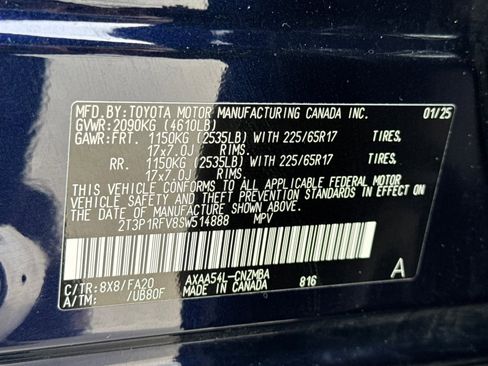 MFD.BY:TOYOTA MOTOR MANUFACTURING CANADA INC. 01/25
GVWR:2090KG (4610LB)
GAWR:FRT. 1150KG (2535LB) WITH 225/65R17 TIRES,
17x7.0J RIMS.
RR. 1150KG (2535LB) WITH 225/65R17 TIRES,
17x7.0J RIMS.
THIS VEHICLE CONFORMS TO ALL APPLICABLE FEDERAL MOTOR
VEHICLE SAFETY AND THEFT PREVENTION STANDARDS IN EFFECT ON
THE DATE OF MANUFACTURE SHOWN ABOVE.
2T3P1RFV8SW514888 MPV
C/TR:8X8/FA20 AXAA54L-CNZMBA 816 A
A/TM: /UB80F MADE IN CANADA